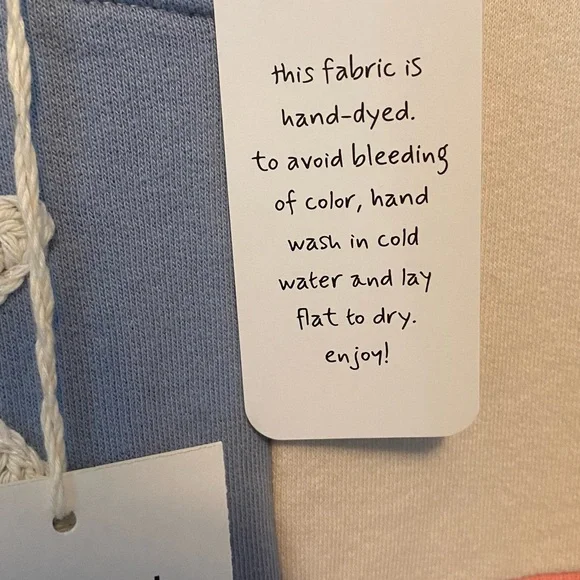 this fabric is
hand-dyed.
to avoid bleeding
of color, hand
wash in cold
water and lay
flat to dry.
enjoy!